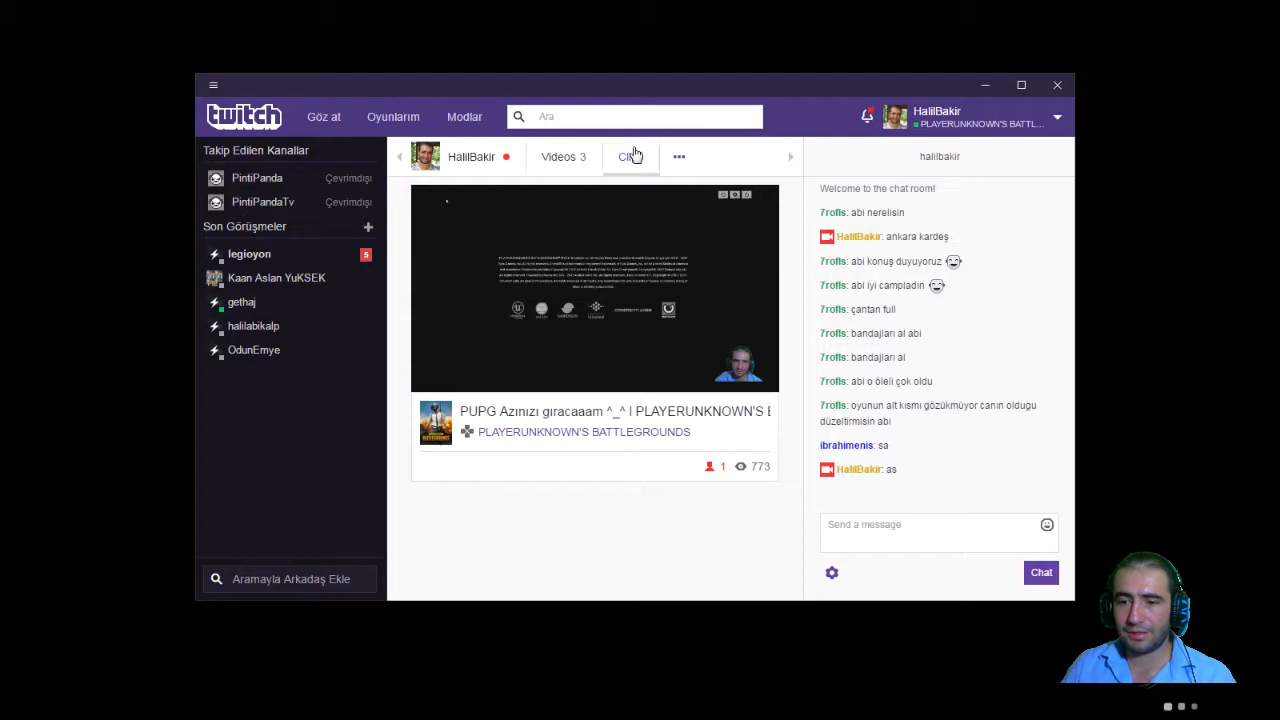 twitch
Göz at
Oyunlarım
Modlar
Ara
HalilBakir
PLAYERUNKNOWN'S BATTL...
Takip Edilen Kanallar
PintiPanda Çevrimdışı
PintiPandaTv Çevrimdışı
Son Görüşmeler +
legioyon 5
Kaan Aslan YuKSEK
gethaj
halilabikalp
OdunEmye
Aramayla Arkadaş Ekle
HalilBakir
Videos 3
PUPG Azınızı gıracaaam ^_^ I PLAYERUNKNOWN'S
PLAYERUNKNOWN'S BATTLEGROUNDS
1 773
halilbakir
Welcome to the chat room!
7rofls: abi nerelisin
HalilBakir: ankara kardeş
7rofls: abi konuş duyuyoruz
7rofls: abi iyi campladın
7rofls: çantan full
7rofls: bandajları al abi
7rofls: bandajları al
7rofls: abi o öleli çok oldu
7rofls: oyunun alt kısmı gözükmüyor canın oldugu
düzeltirmisin abi
ibrahimenis: sa
HalilBakir: as
Send a message
Chat